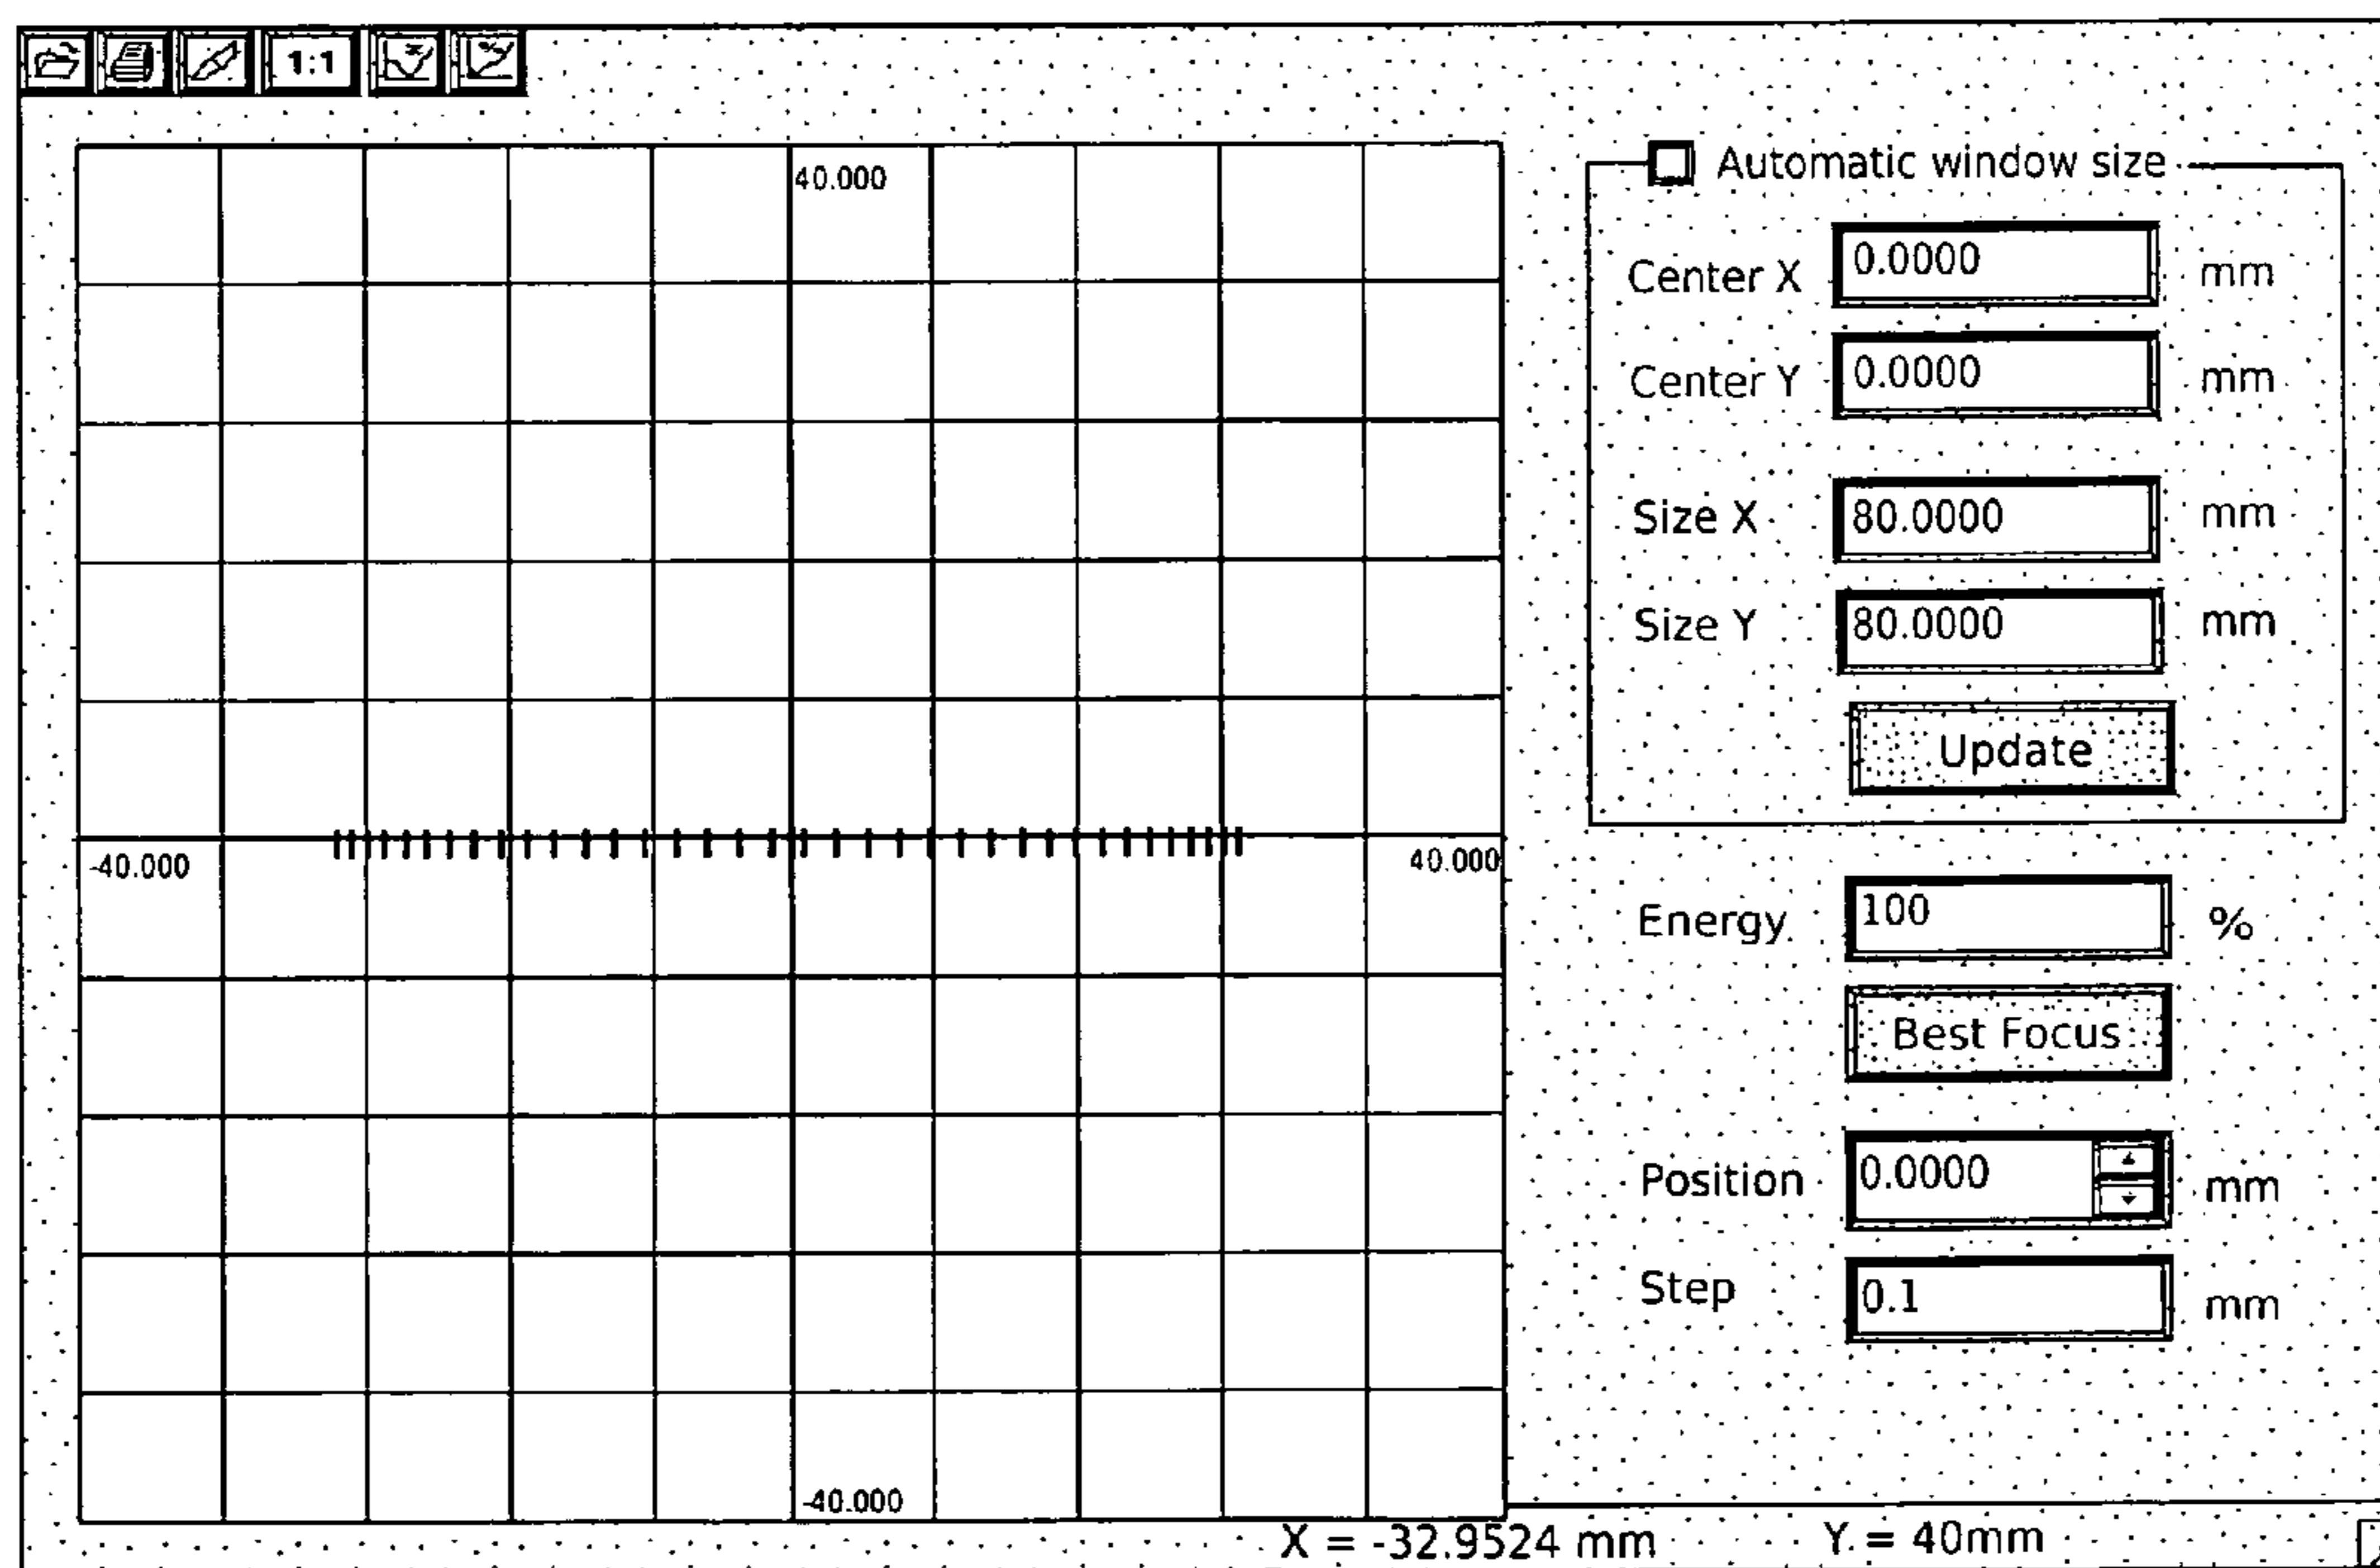 1:1
40.000
-40.000
40.000
-40.000
Automatic window size
Center X 0.0000 mm
Center Y 0.0000 mm
Size X 80.0000 mm
Size Y 80.0000 mm
Update
Energy 100 %
Best Focus
Position 0.0000 mm
Step 0.1 mm
X = -32.9524 mm Y = 40mm